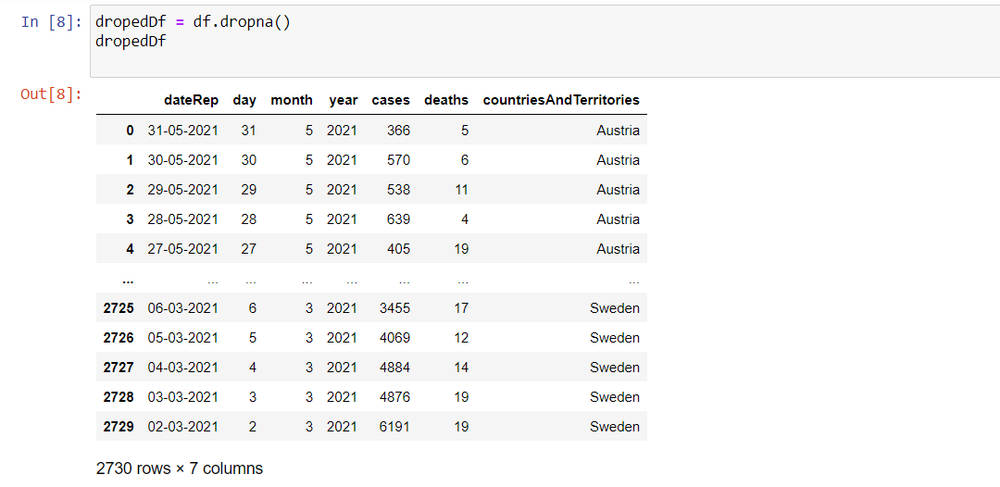 In [8]: dropedDf = df.dropna()
dropedDf
Out[8]:
dateRep day month year cases deaths countriesAndTerritories
0 31-05-2021 31 5 2021 366 5 Austria
1 30-05-2021 30 5 2021 570 6 Austria
2 29-05-2021 29 5 2021 538 11 Austria
3 28-05-2021 28 5 2021 639 4 Austria
4 27-05-2021 27 5 2021 405 19 Austria
... ... ... ... ... ... ... ...
2725 06-03-2021 6 3 2021 3455 17 Sweden
2726 05-03-2021 5 3 2021 4069 12 Sweden
2727 04-03-2021 4 3 2021 4884 14 Sweden
2728 03-03-2021 3 3 2021 4876 19 Sweden
2729 02-03-2021 2 3 2021 6191 19 Sweden
2730 rows × 7 columns